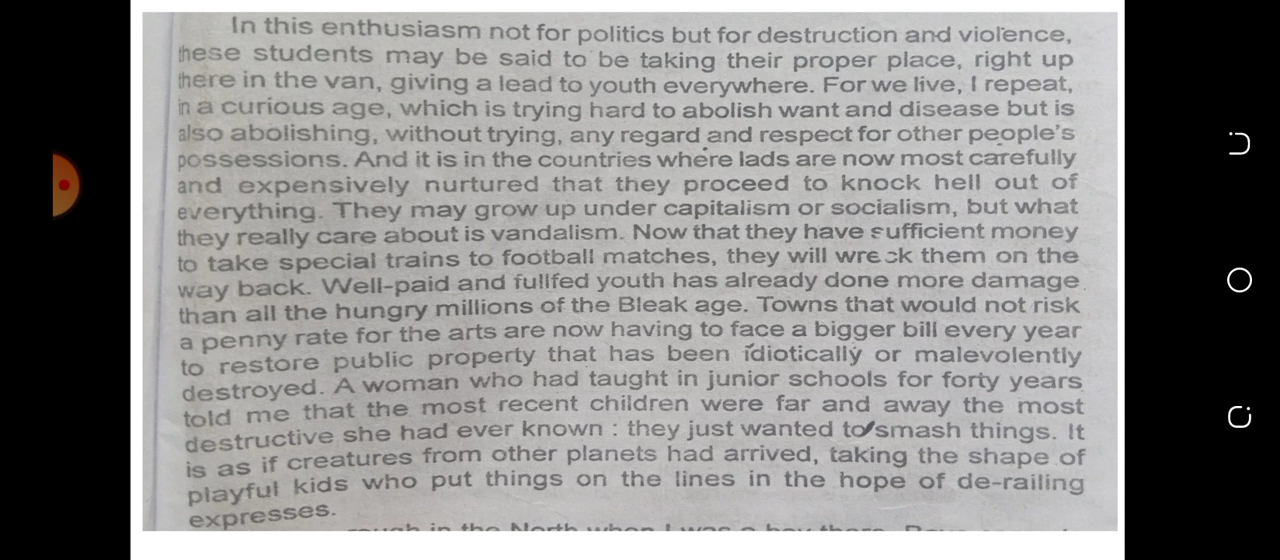 In this enthusiasm not for politics but for destruction and violence,
these students may be said to be taking their proper place, right up
there in the van, giving a lead to youth everywhere. For we live, I repeat,
in a curious age, which is trying hard to abolish want and disease but is
also abolishing, without trying, any regard and respect for other people's
possessions. And it is in the countries where lads are now most carefully
and expensively nurtured that they proceed to knock hell out of
everything. They may grow up under capitalism or socialism, but what
they really care about is vandalism. Now that they have sufficient money
to take special trains to football matches, they will wreck them on the
way back. Well-paid and fullfed youth has already done more damage
than all the hungry millions of the Bleak age. Towns that would not risk
a penny rate for the arts are now having to face a bigger bill every year
to restore public property that has been idiotically or malevolently
destroyed. A woman who had taught in junior schools for forty years
told me that the most recent children were far and away the most
destructive she had ever known : they just wanted to smash things. It
is as if creatures from other planets had arrived, taking the shape of
playful kids who put things on the lines in the hope of de-railing
expresses.
in the North when I was a boy there.